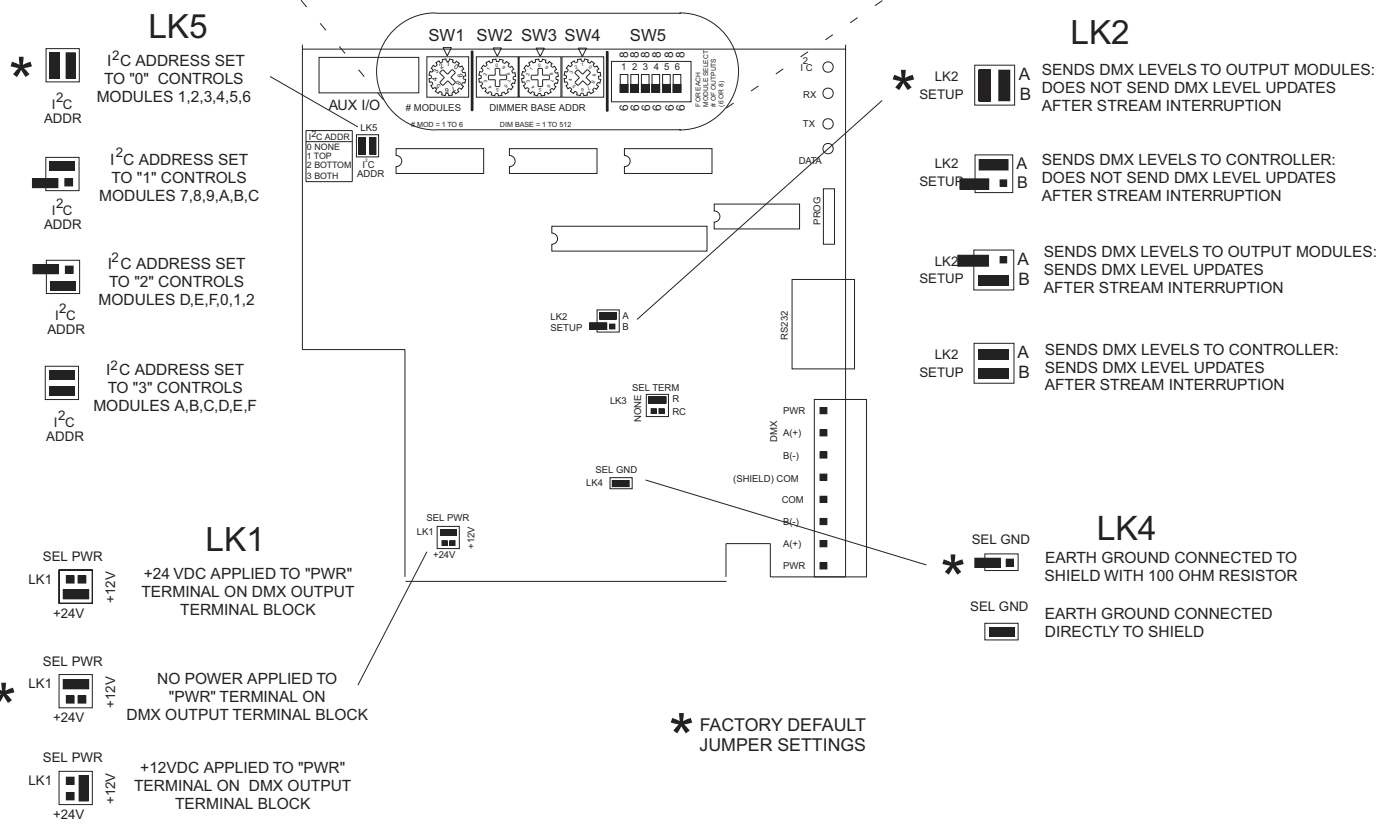 LK5
I²C ADDRESS SET
TO "0" CONTROLS
MODULES 1,2,3,4,5,6
*
I²C
ADDR
I²C ADDRESS SET
TO "1" CONTROLS
MODULES 7,8,9,A,B,C
I²C
ADDR
I²C ADDRESS SET
TO "2" CONTROLS
MODULES D,E,F,0,1,2
I²C
ADDR
I²C ADDRESS SET
TO "3" CONTROLS
MODULES A,B,C,D,E,F
I²C
ADDR
SW1 SW2 SW3 SW4 SW5
8 8 8 8 8 8
1 2 3 4 5 6
6 6 6 6 6 6
FOR EACH
MODULE SELECT
# OF OUTPUTS
(6 OR 8)
AUX I/O
# MODULES
DIMMER BASE ADDR
# MOD = 1 TO 6
DIM BASE = 1 TO 512
I²C ADDR
0 NONE
1 TOP
2 BOTTOM
3 BOTH
LK5
I²C
ADDR
I²C
RX
TX
DATA
PROG
LK2
SETUP
A
B
RS232
SEL TERM
LK3
NONE
R
RC
SEL GND
LK4
SEL PWR
LK1
+12V
+24V
DMX
PWR
A(+)
B(-)
(SHIELD) COM
COM
B(-)
A(+)
PWR
LK2
*
LK2
SETUP
A
B
SENDS DMX LEVELS TO OUTPUT MODULES:
DOES NOT SEND DMX LEVEL UPDATES
AFTER STREAM INTERRUPTION
LK2
SETUP
A
B
SENDS DMX LEVELS TO CONTROLLER:
DOES NOT SEND DMX LEVEL UPDATES
AFTER STREAM INTERRUPTION
LK2
SETUP
A
B
SENDS DMX LEVELS TO OUTPUT MODULES:
SENDS DMX LEVEL UPDATES
AFTER STREAM INTERRUPTION
LK2
SETUP
A
B
SENDS DMX LEVELS TO CONTROLLER:
SENDS DMX LEVEL UPDATES
AFTER STREAM INTERRUPTION
LK1
SEL PWR
LK1
+12V
+24V
+24 VDC APPLIED TO "PWR"
TERMINAL ON DMX OUTPUT
TERMINAL BLOCK
*
SEL PWR
LK1
+12V
+24V
NO POWER APPLIED TO
"PWR" TERMINAL ON
DMX OUTPUT TERMINAL BLOCK
SEL PWR
LK1
+12V
+24V
+12VDC APPLIED TO "PWR"
TERMINAL ON DMX OUTPUT
TERMINAL BLOCK
LK4
*
SEL GND
EARTH GROUND CONNECTED TO
SHIELD WITH 100 OHM RESISTOR
SEL GND
EARTH GROUND CONNECTED
DIRECTLY TO SHIELD
* FACTORY DEFAULT
JUMPER SETTINGS